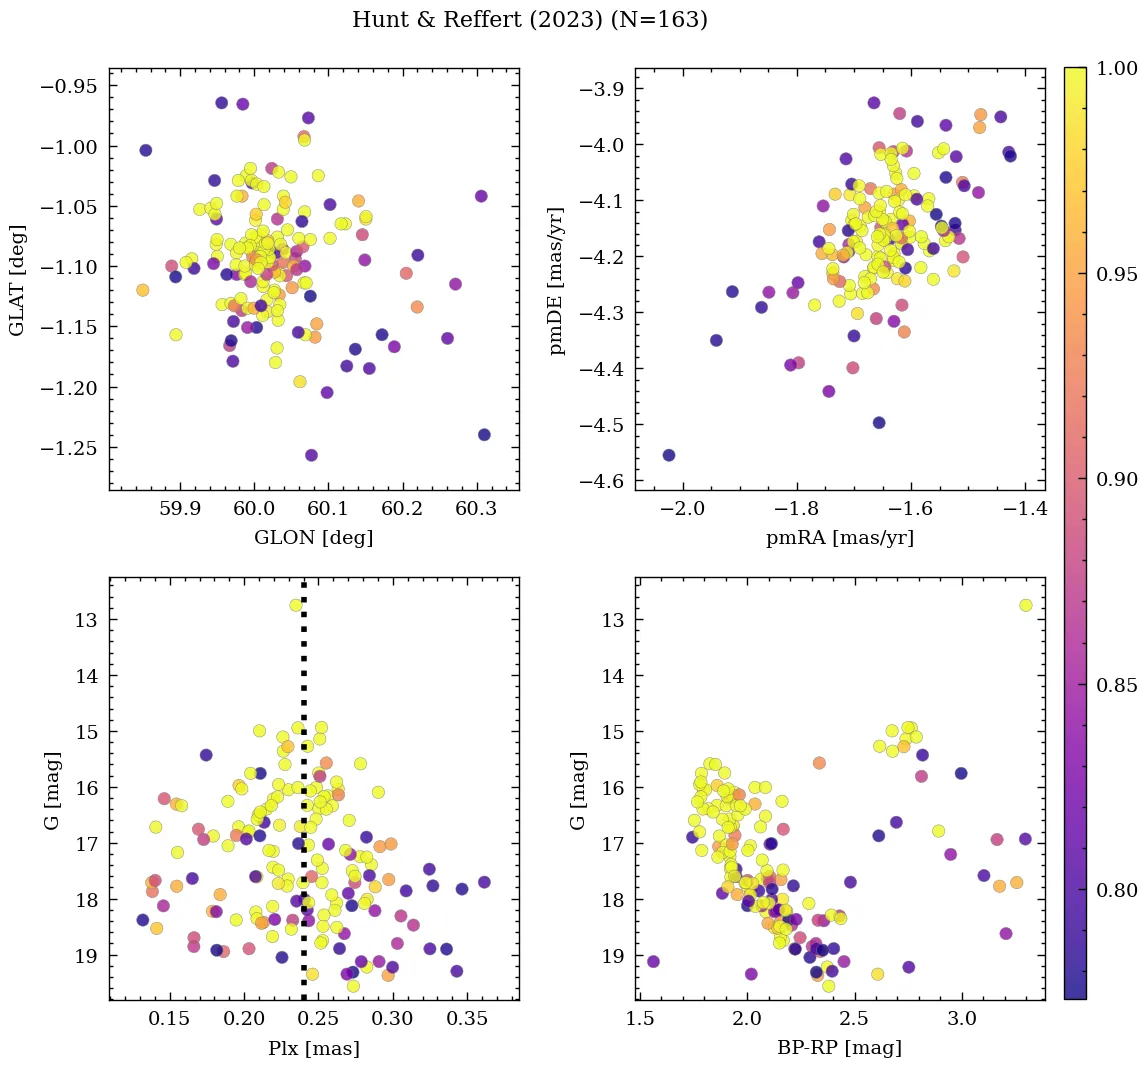 Hunt & Reffert (2023) (N=163)
−0.95
−1.00
−1.05
−1.10
−1.15
−1.20
−1.25
GLAT [deg]
59.9 60.0 60.1 60.2 60.3
GLON [deg]
−3.9
−4.0
−4.1
−4.2
−4.3
−4.4
−4.5
−4.6
pmDE [mas/yr]
−2.0 −1.8 −1.6 −1.4
pmRA [mas/yr]
1.00
0.95
0.90
0.85
0.80
13
14
15
16
17
18
19
G [mag]
0.15 0.20 0.25 0.30 0.35
Plx [mas]
13
14
15
16
17
18
19
G [mag]
1.5 2.0 2.5 3.0
BP-RP [mag]